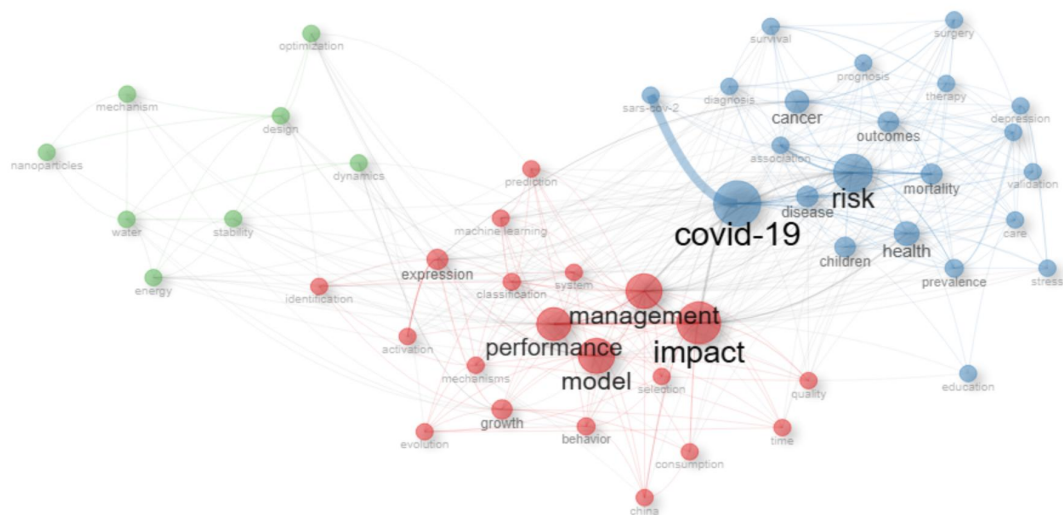 survival
surgery
optimization
prognosis
therapy
mechanism
sars-cov-2
diagnosis
depression
cancer
design
outcomes
association
nanoparticles
dynamics
validation
prediction
mortality
risk
disease
water
stability
machine learning
covid-19
care
health
children
expression
energy
system
prevalence
stress
identification
classification
management
performance
impact
activation
mechanisms
model
selection
education
quality
growth
evolution
behavior
time
consumption
china